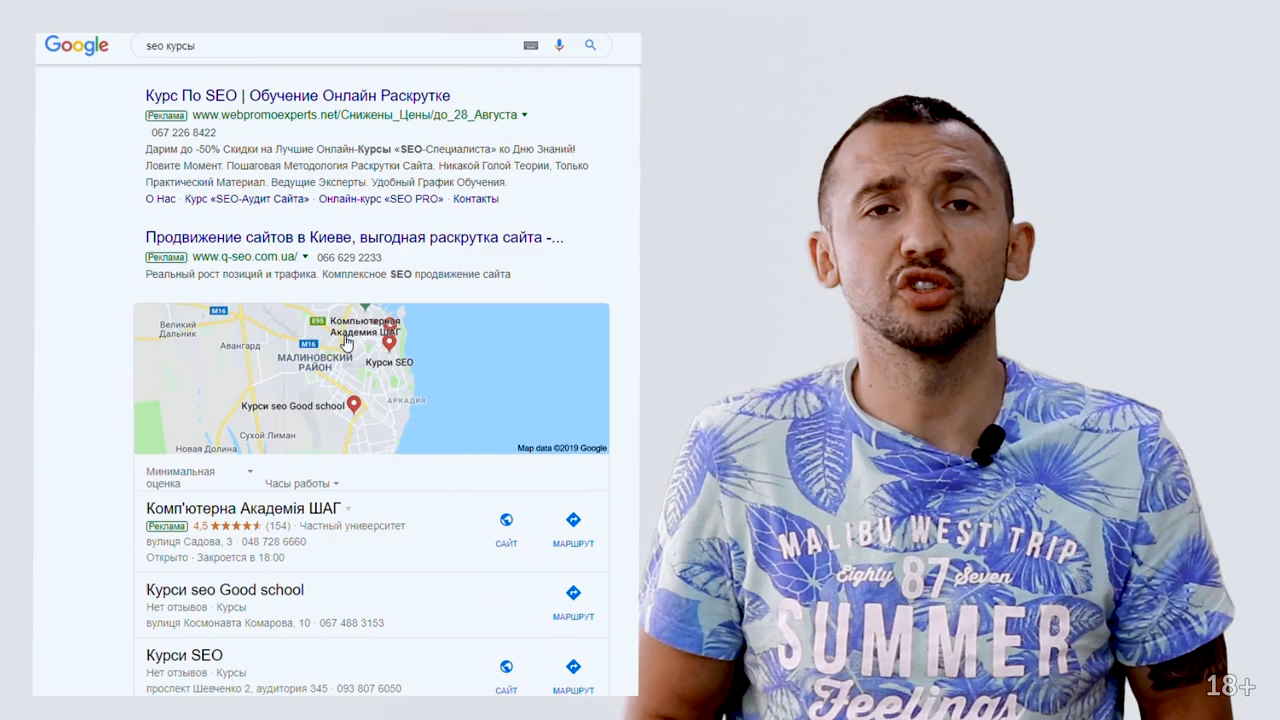 Google
seo курсы
Курс По SEO | Обучение Онлайн Раскрутке
Реклама www.webpromoexperts.net/Снижены_Цены/до_28_Августа
067 226 8422
Дарим до -50% Скидки на Лучшие Онлайн-Курсы «SEO-Специалиста» ко Дню Знаний!
Ловите Момент. Пошаговая Методология Раскрутки Сайта. Никакой Голой Теории, Только
Практический Материал. Ведущие Эксперты. Удобный График Обучения.
О Нас · Курс «SEO-Аудит Сайта» · Онлайн-курс «SEO PRO» · Контакты
Продвижение сайтов в Киеве, выгодная раскрутка сайта -...
Реклама www.q-seo.com.ua/ 066 629 2233
Реальный рост позиций и трафика. Комплексное SEO продвижение сайта
M16
E95
Компьютерная
Академия ШАГ
Великий
Дальник
Авангард
M16
МАЛИНОВСКИЙ
РАЙОН
Курси SEO
АРКАДИЯ
Курси seo Good school
Сухой Лиман
Новая Долина
Map data ©2019 Google
Минимальная
оценка
Часы работы
Комп'ютерна Академія ШАГ
Реклама 4,5 (154) · Частный университет
вулиця Садова, 3 · 048 728 6660
Открыто · Закроется в 18:00
САЙТ
МАРШРУТ
Курси seo Good school
Нет отзывов · Курсы
вулиця Космонавта Комарова, 10 · 067 488 3153
МАРШРУТ
Курси SEO
Нет отзывов · Курсы
проспект Шевченко 2, аудитория 345 · 093 807 6050
САЙТ
МАРШРУТ
MALIBU WEST TRIP
Eighty 87 Seven
SUMMER
Feelings
18+